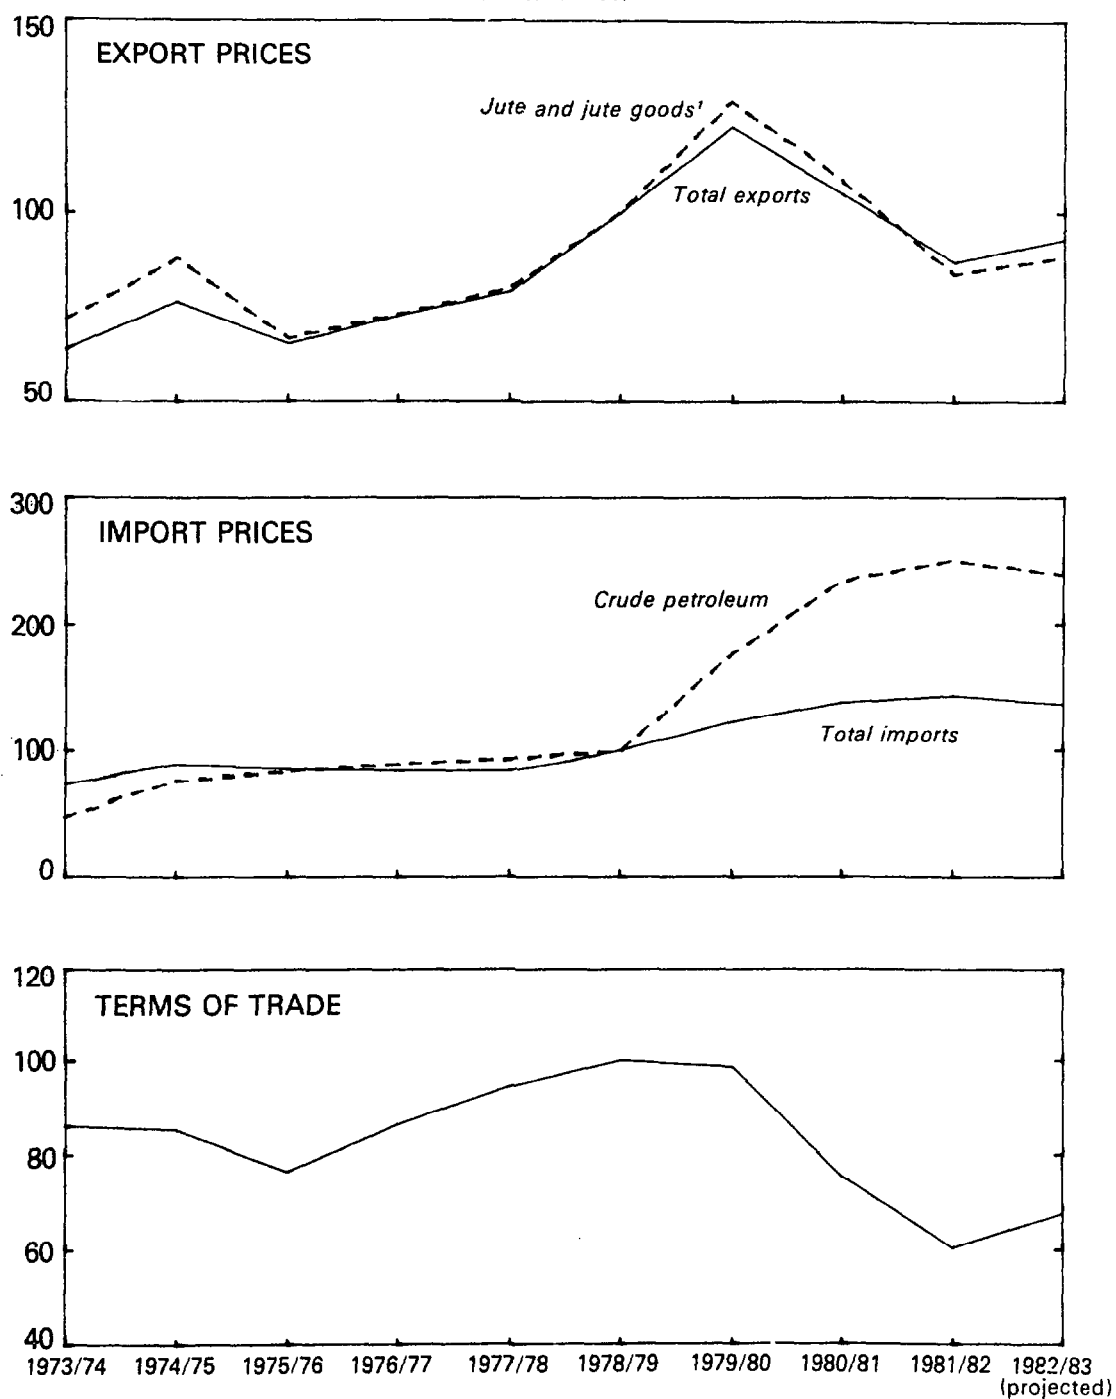 150
EXPORT PRICES
Jute and jute goods¹
Total exports
100
50
300
IMPORT PRICES
Crude petroleum
200
Total imports
100
0
120
TERMS OF TRADE
100
80
60
40
1973/74 1974/75 1975/76 1976/77 1977/78 1978/79 1979/80 1980/81 1981/82 1982/83
(projected)